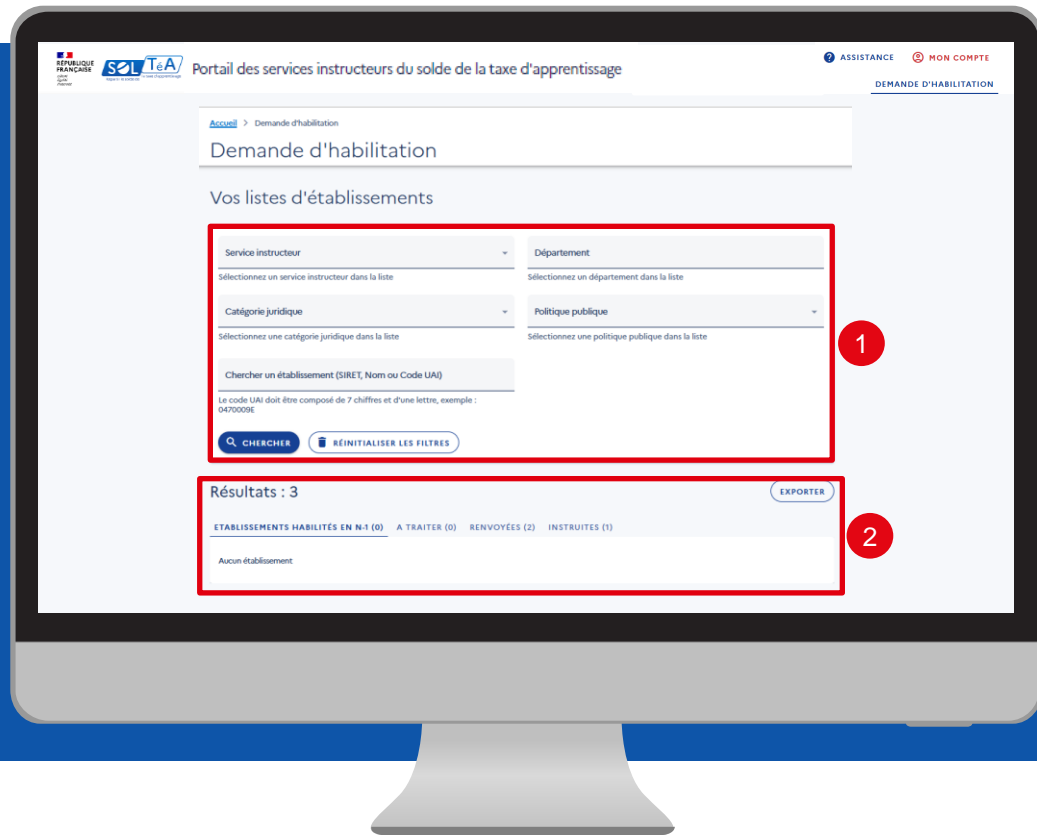 RÉPUBLIQUE
FRANÇAISE
Liberté
Égalité
Fraternité
SOLTéA
Portail des services instructeurs du solde de la taxe d'apprentissage
ASSISTANCE
MON COMPTE
DEMANDE D'HABILITATION
Accueil > Demande d'habilitation
Demande d'habilitation
Vos listes d'établissements
Service instructeur
Département
Sélectionnez un service instructeur dans la liste
Sélectionnez un département dans la liste
Catégorie juridique
Politique publique
Sélectionnez une catégorie juridique dans la liste
Sélectionnez une politique publique dans la liste
1
Chercher un établissement (SIRET, Nom ou Code UAI)
Le code UAI doit être composé de 7 chiffres et d'une lettre, exemple :
0470009E
CHERCHER
RÉINITIALISER LES FILTRES
Résultats : 3
EXPORTER
ETABLISSEMENTS HABILITÉS EN N-1 (0) A TRAITER (0) RENVOYÉES (2) INSTRUITES (1)
2
Aucun établissement